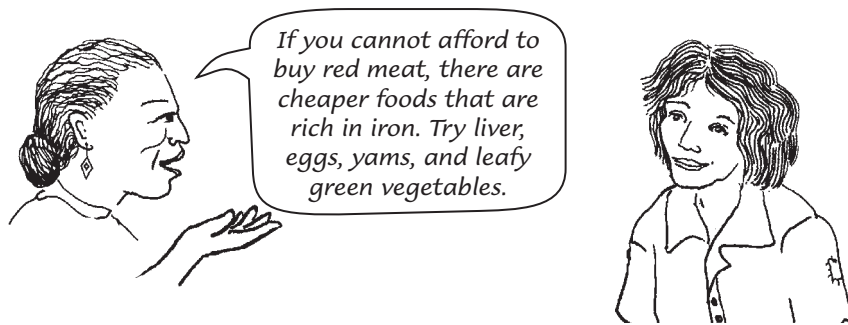 If you cannot afford to
buy red meat, there are
cheaper foods that are
rich in iron. Try liver,
eggs, yams, and leafy
green vegetables.